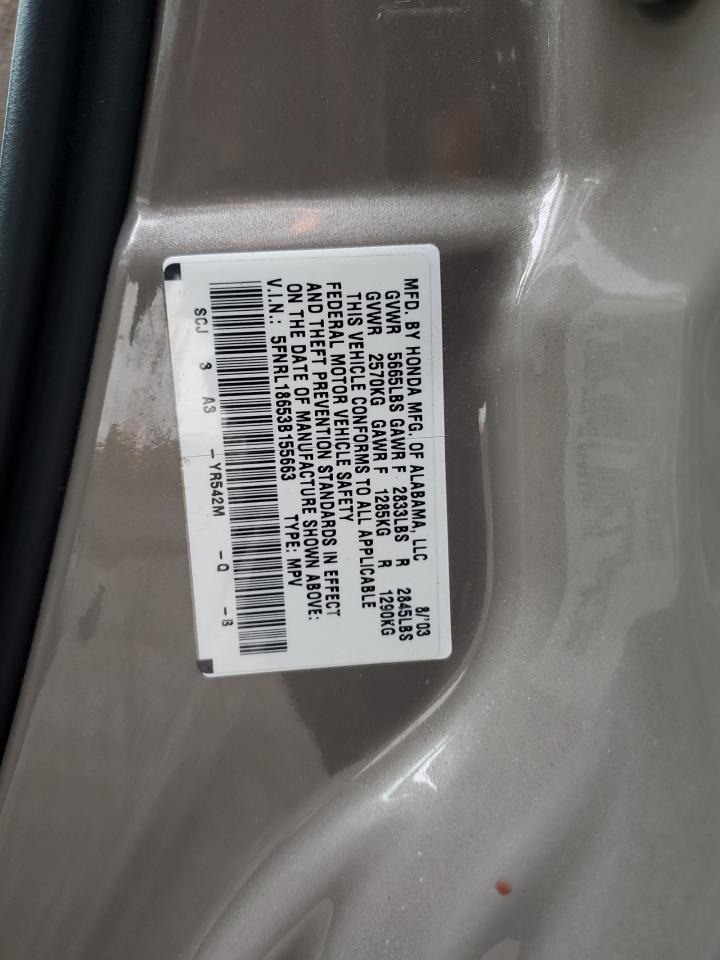 MFD. BY HONDA MFG. OF ALABAMA, LLC 8/'03
GVWR 5665LBS GAWR F 2833LBS R 2845LBS
GVWR 2570KG GAWR F 1285KG R 1290KG
THIS VEHICLE CONFORMS TO ALL APPLICABLE
FEDERAL MOTOR VEHICLE SAFETY
AND THEFT PREVENTION STANDARDS IN EFFECT
ON THE DATE OF MANUFACTURE SHOWN ABOVE:
V.I.N.: 5FNRL18653B155663 TYPE: MPV
SCJ 3 A3 -YR542M -Q -B